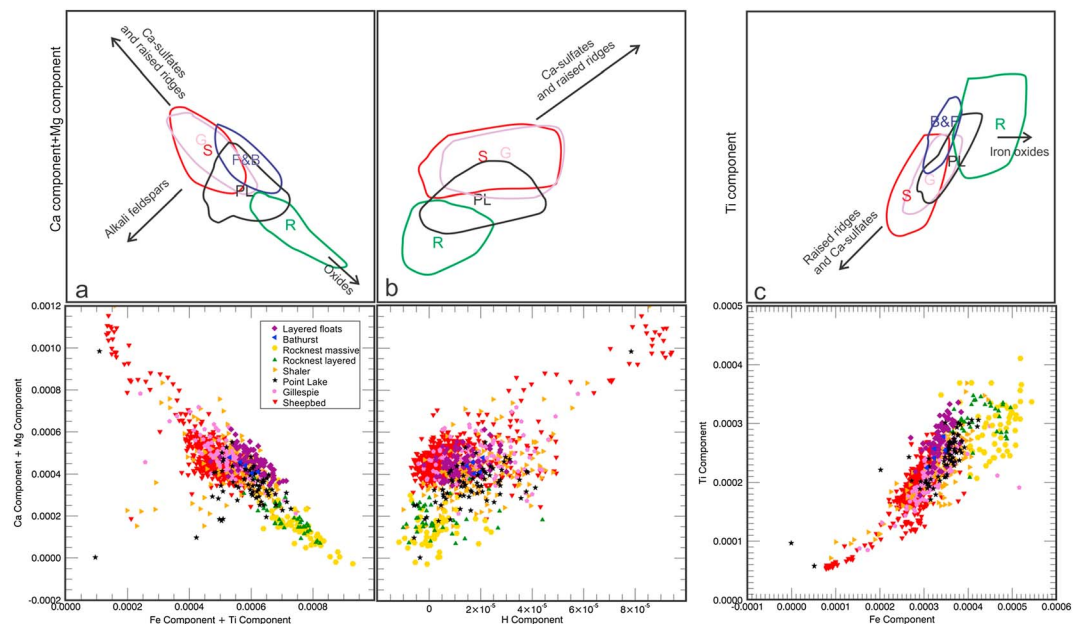 Ca component+Mg component
Ca-sulfates
and raised ridges
G
S
F&B
PL
R
Alkali feldspars
Oxides
a
Ca-sulfates
and raised ridges
S
G
PL
R
b
Ti component
B&F
R
Iron oxides
PL
G
S
Raised ridges
and Ca-sulfates
c
Ca Component + Mg Component
0.0012
0.0010
0.0008
0.0006
0.0004
0.0002
0.0000
-0.0002
Layered floats
Bathurst
Rocknest massive
Rocknest layered
Shaler
Point Lake
Gillespie
Sheepbed
0.0000
0.0002
0.0004
0.0006
0.0008
Fe Component + Ti Component
0
2×10⁻⁵
4×10⁻⁵
6×10⁻⁵
8×10⁻⁵
H Component
Ti Component
0.0005
0.0004
0.0003
0.0002
0.0001
0.0000
-0.0001
0.0000
0.0001
0.0002
0.0003
0.0004
0.0005
0.0006
Fe Component